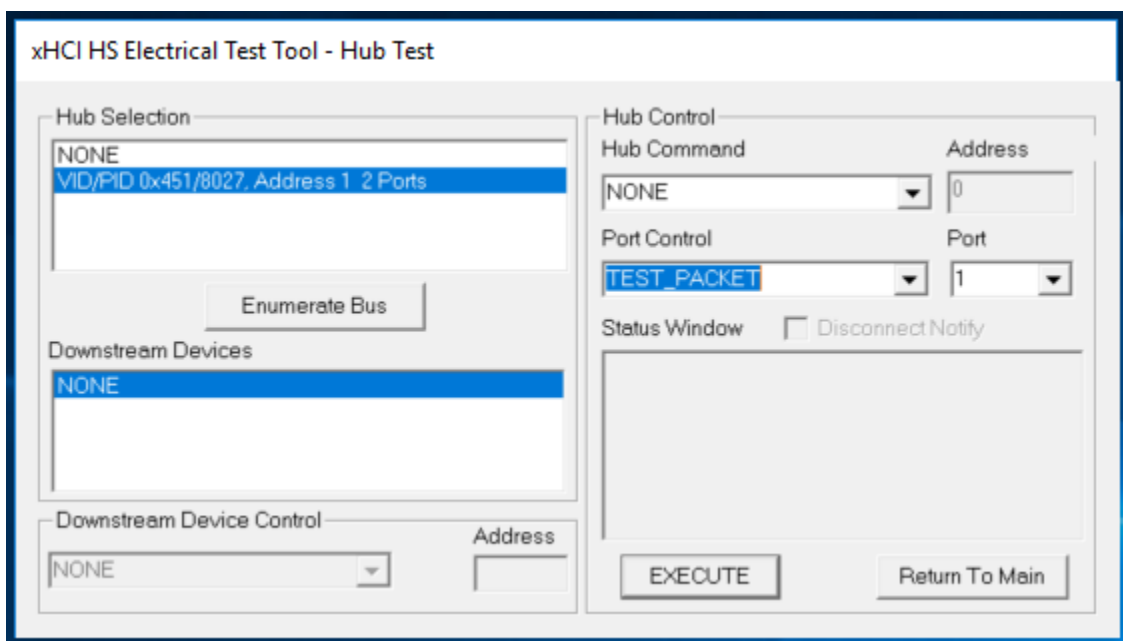 xHCI HS Electrical Test Tool - Hub Test
Hub Selection
NONE
VID/PID 0x451/8027, Address 1 2 Ports
Enumerate Bus
Downstream Devices
NONE
Downstream Device Control
Address
NONE
Hub Control
Hub Command
Address
NONE
0
Port Control
Port
TEST_PACKET
1
Status Window
Disconnect Notify
EXECUTE
Return To Main